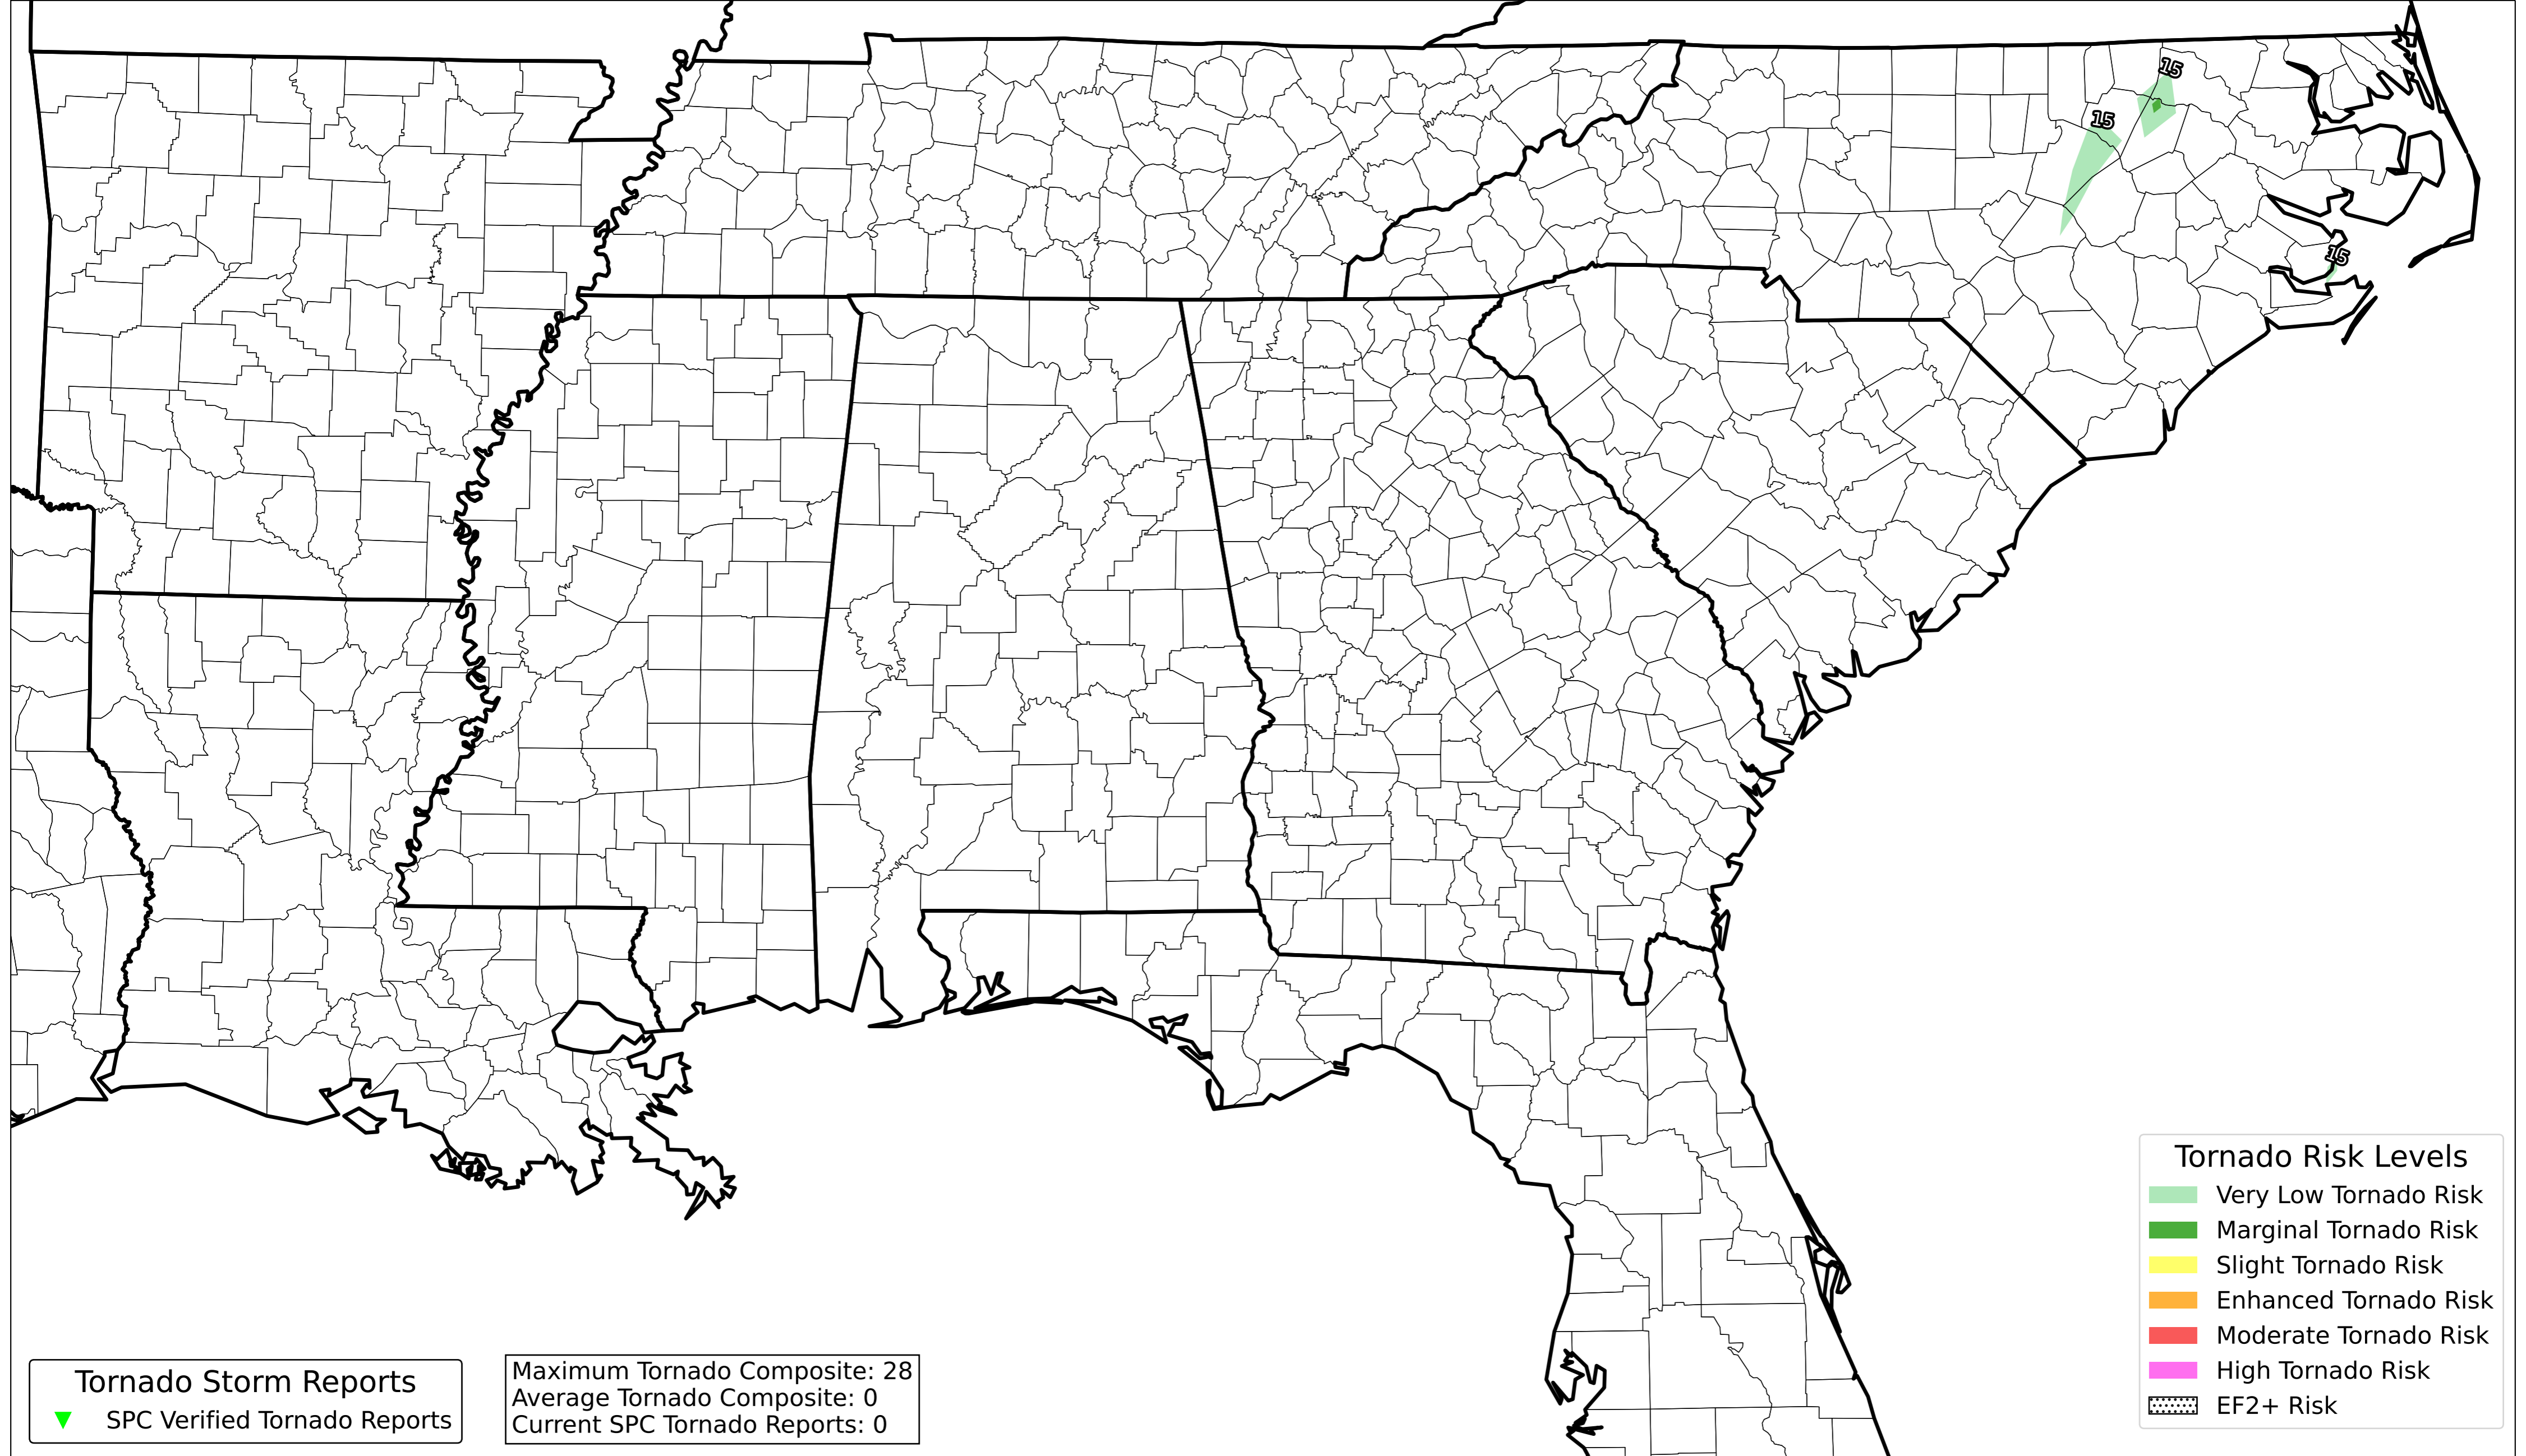 15
15
15
Tornado Risk Levels
Very Low Tornado Risk
Marginal Tornado Risk
Slight Tornado Risk
Enhanced Tornado Risk
Moderate Tornado Risk
High Tornado Risk
EF2+ Risk
Tornado Storm Reports
SPC Verified Tornado Reports
Maximum Tornado Composite: 28
Average Tornado Composite: 0
Current SPC Tornado Reports: 0